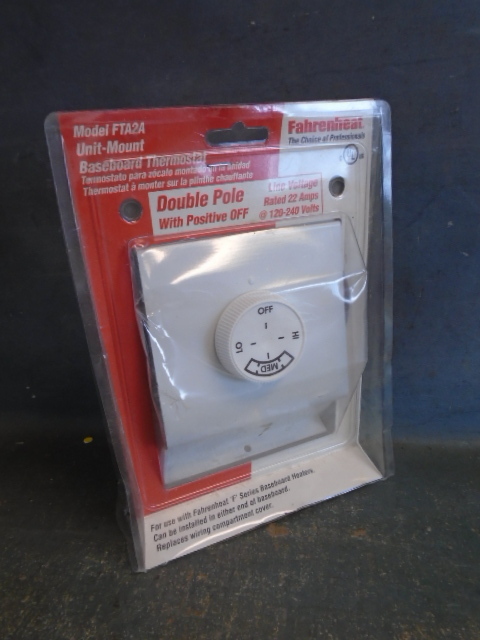 Model FTA2A
Unit-Mount
Baseboard Thermostat
Termostato para zócalo montado en la unidad
Thermostat à monter sur la plinthe chauffante
Fahrenheat
The Choice of Professionals
Double Pole
With Positive OFF
Line Voltage
Rated 22 Amps
@ 120-240 Volts
OFF
LO
HI
MED
For use with Fahrenheat 'F' Series Baseboard Heaters.
Can be installed in either end of baseboard.
Replaces wiring compartment cover.